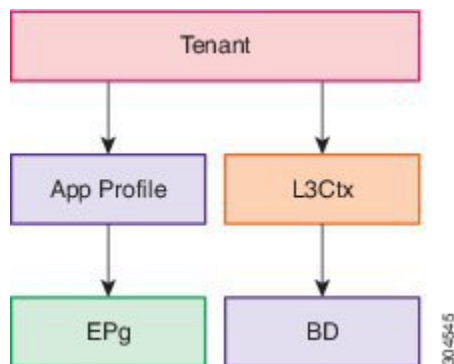 Tenant
App Profile
L3Ctx
EPg
BD
304545